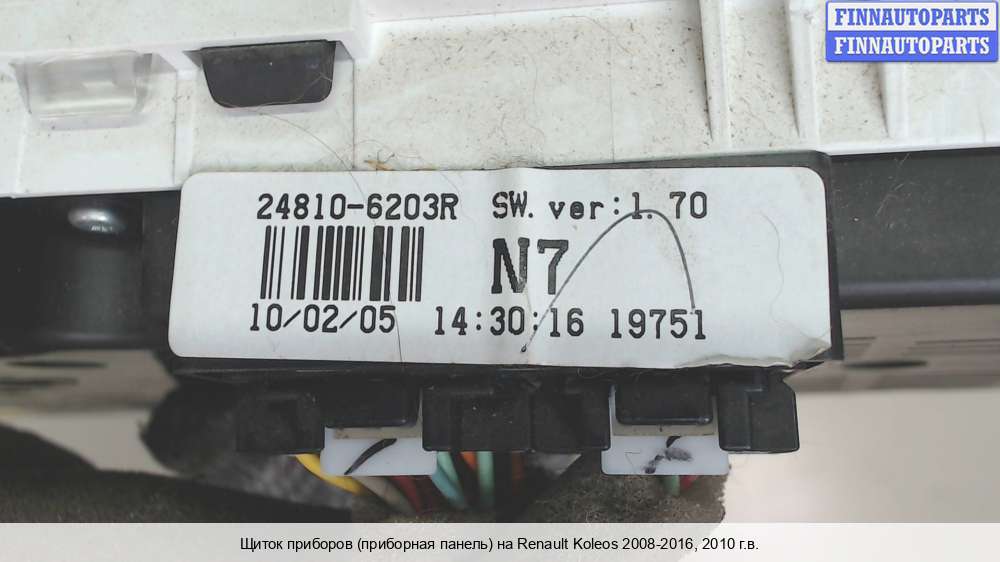 FINNAUTOPARTS
FINNAUTOPARTS
24810-6203R SW. ver:1.70
N7
10/02/05 14:30:16 19751
Щиток приборов (приборная панель) на Renault Koleos 2008-2016, 2010 г.в.